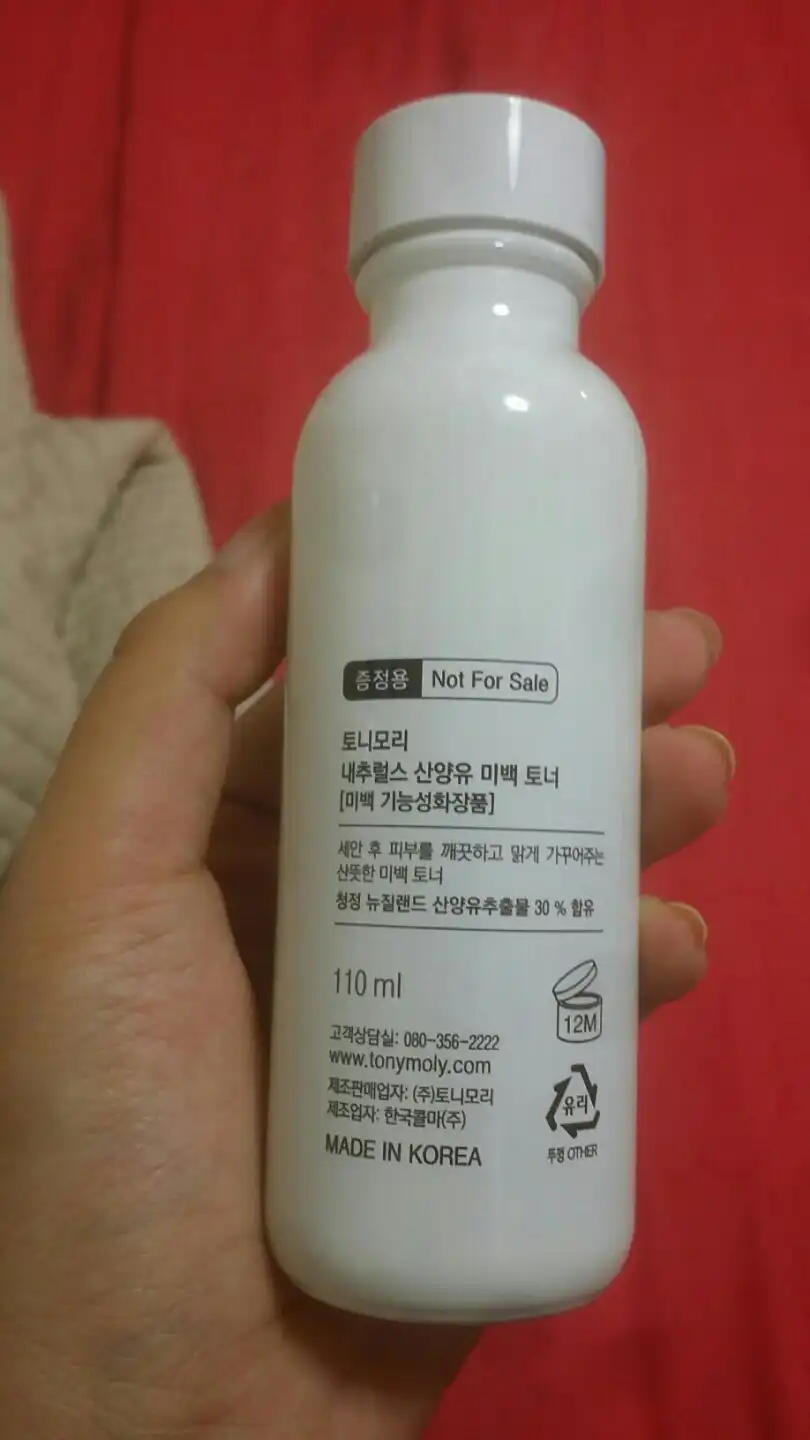 증정용 Not For Sale
토니모리
내추럴스 산양유 미백 토너
[미백 기능성화장품]
세안 후 피부를 깨끗하고 맑게 가꾸어주는
산뜻한 미백 토너
청정 뉴질랜드 산양유추출물 30 % 함유
110 ml
12M
고객상담실: 080-356-2222
www.tonymoly.com
제조판매업자: (주)토니모리
제조업자: 한국콜마(주)
MADE IN KOREA
유리
뚜껑 OTHER